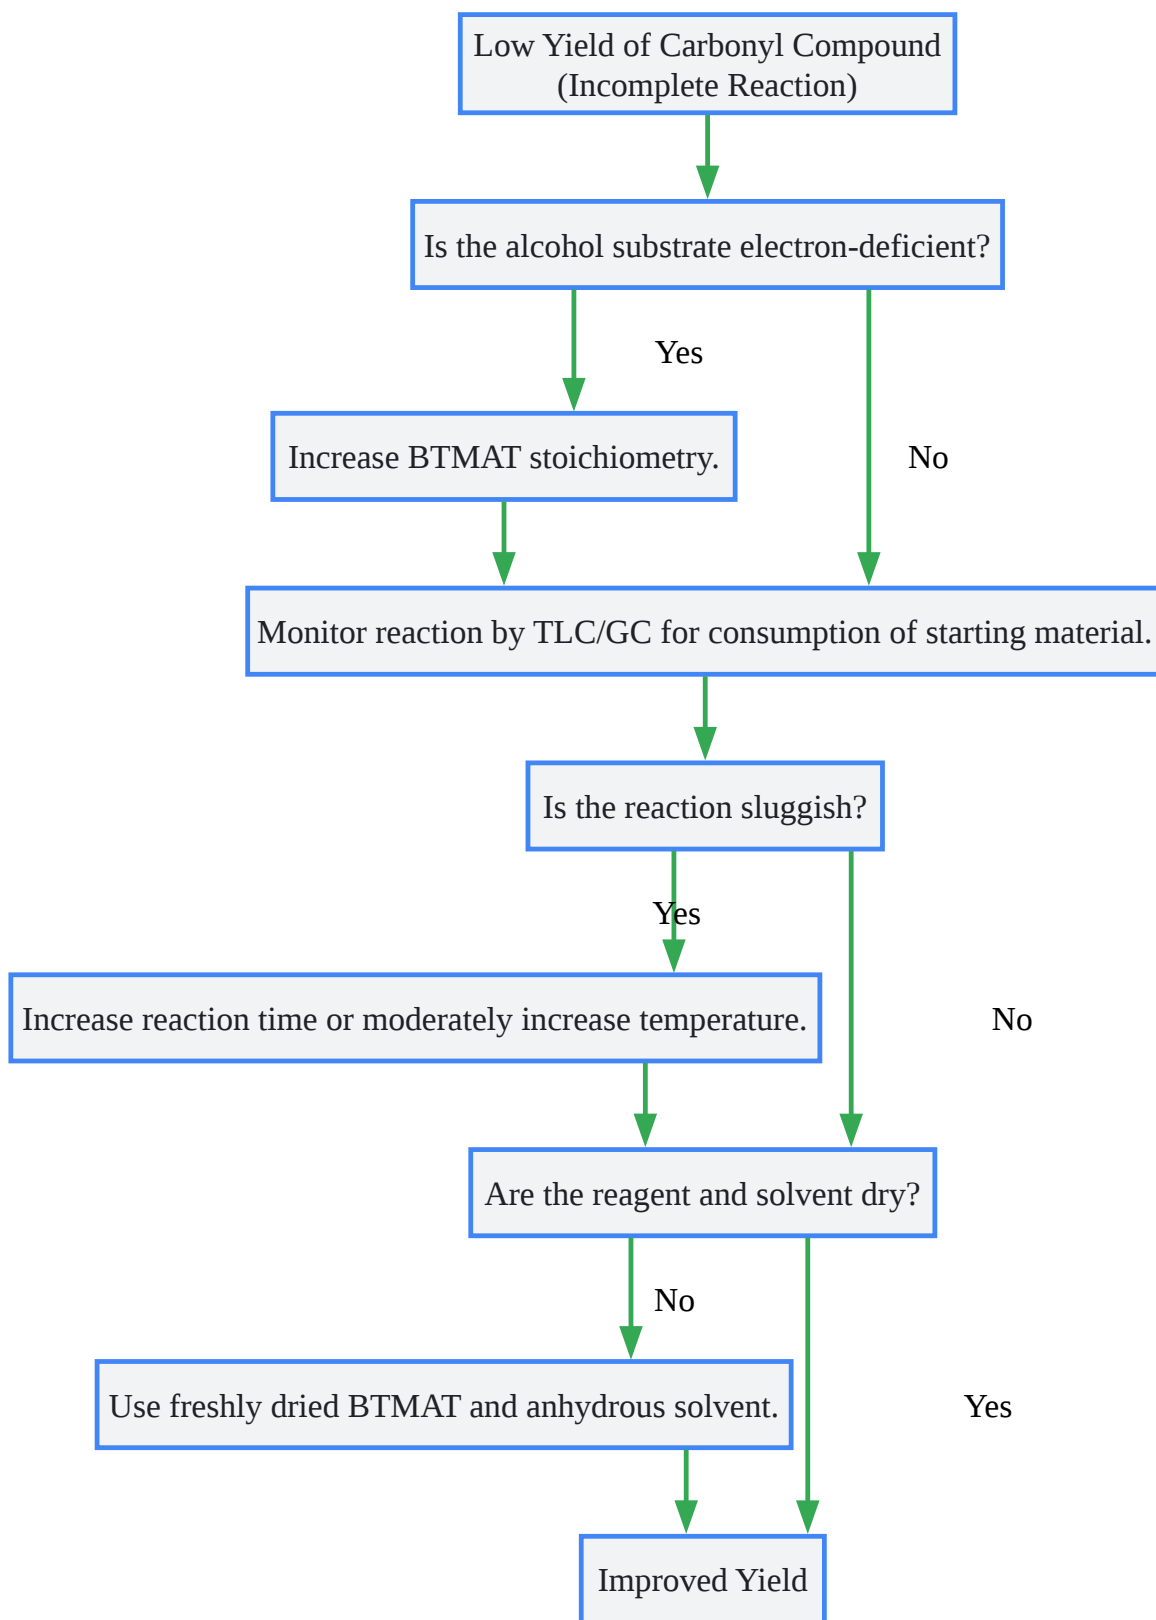 Low Yield of Carbonyl Compound
(Incomplete Reaction)
Is the alcohol substrate electron-deficient?
Yes
Increase BTMAT stoichiometry.
No
Monitor reaction by TLC/GC for consumption of starting material.
Is the reaction sluggish?
Yes
Increase reaction time or moderately increase temperature.
No
Are the reagent and solvent dry?
No
Use freshly dried BTMAT and anhydrous solvent.
Yes
Improved Yield